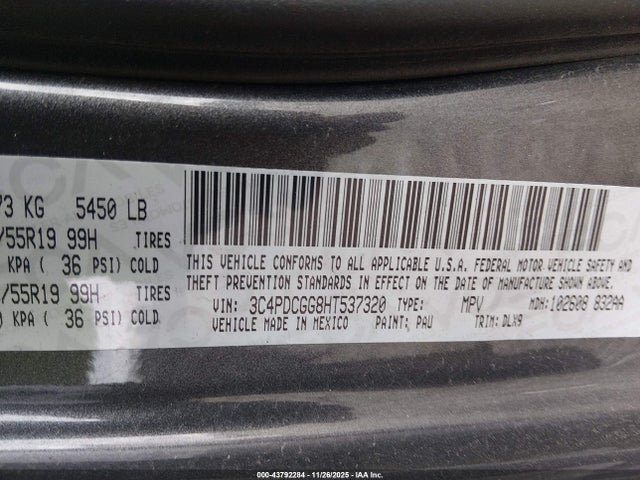 73 KG 5450 LB
/55R19 99H TIRES
KPA ( 36 PSI) COLD
/55R19 99H TIRES
KPA ( 36 PSI) COLD
THIS VEHICLE CONFORMS TO ALL APPLICABLE U.S.A. FEDERAL MOTOR VEHICLE SAFETY AND
THEFT PREVENTION STANDARDS IN EFFECT ON THE DATE OF MANUFACTURE SHOWN ABOVE.
VIN: 3C4PDCGG8HT537320 TYPE: MPV MDH: 102608 832AA
VEHICLE MADE IN MEXICO PAINT: PAU TRIM: DLX9
000-43792284 | 11/26/2025 | IAA Inc.